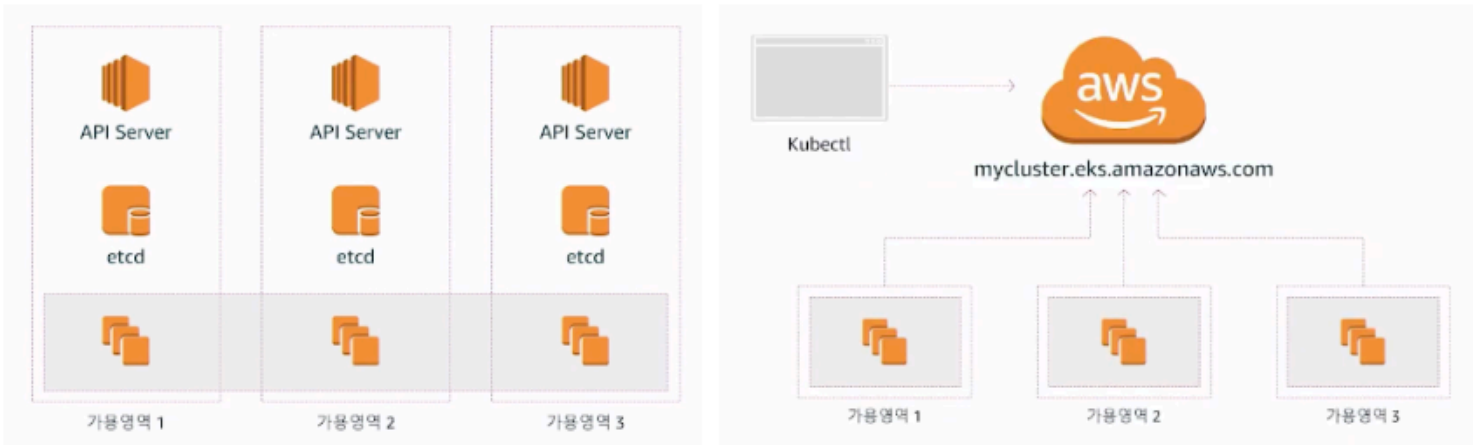 API Server
API Server
API Server
etcd
etcd
etcd
가용영역 1
가용영역 2
가용영역 3
Kubectl
aws
mycluster.eks.amazonaws.com
가용영역 1
가용영역 2
가용영역 3